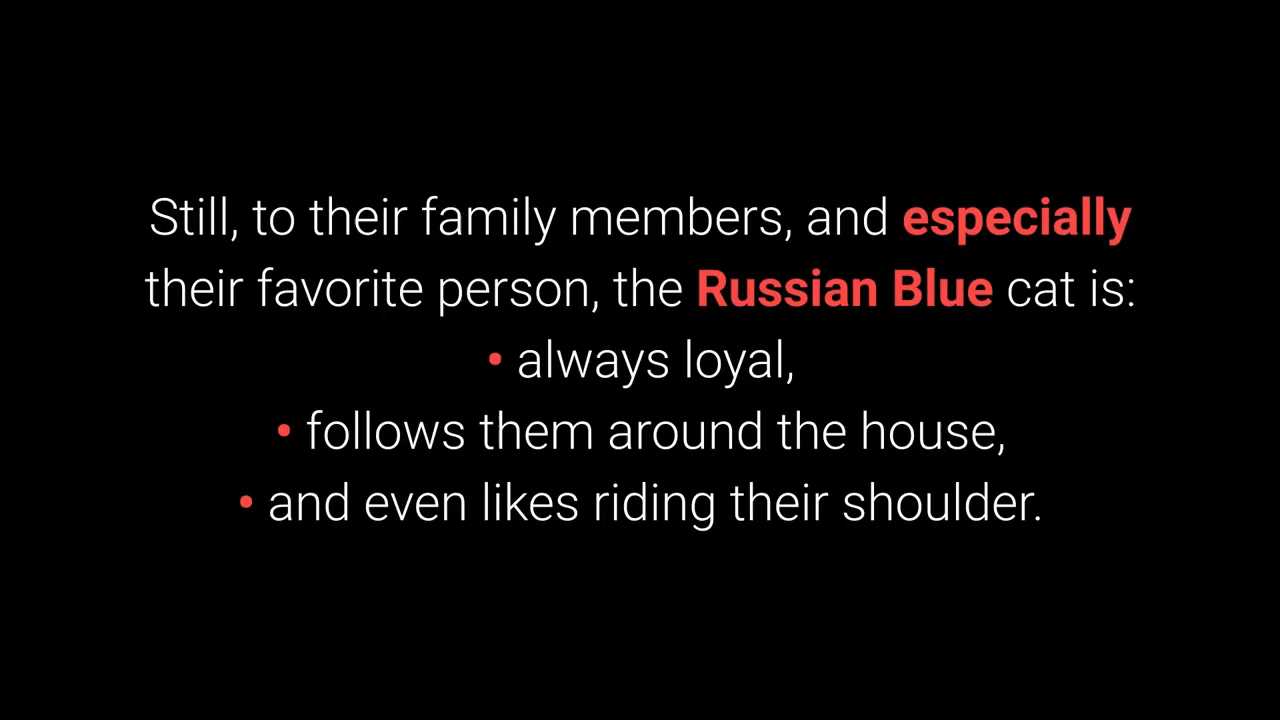 Still, to their family members, and especially
their favorite person, the Russian Blue cat is:
• always loyal,
• follows them around the house,
• and even likes riding their shoulder.